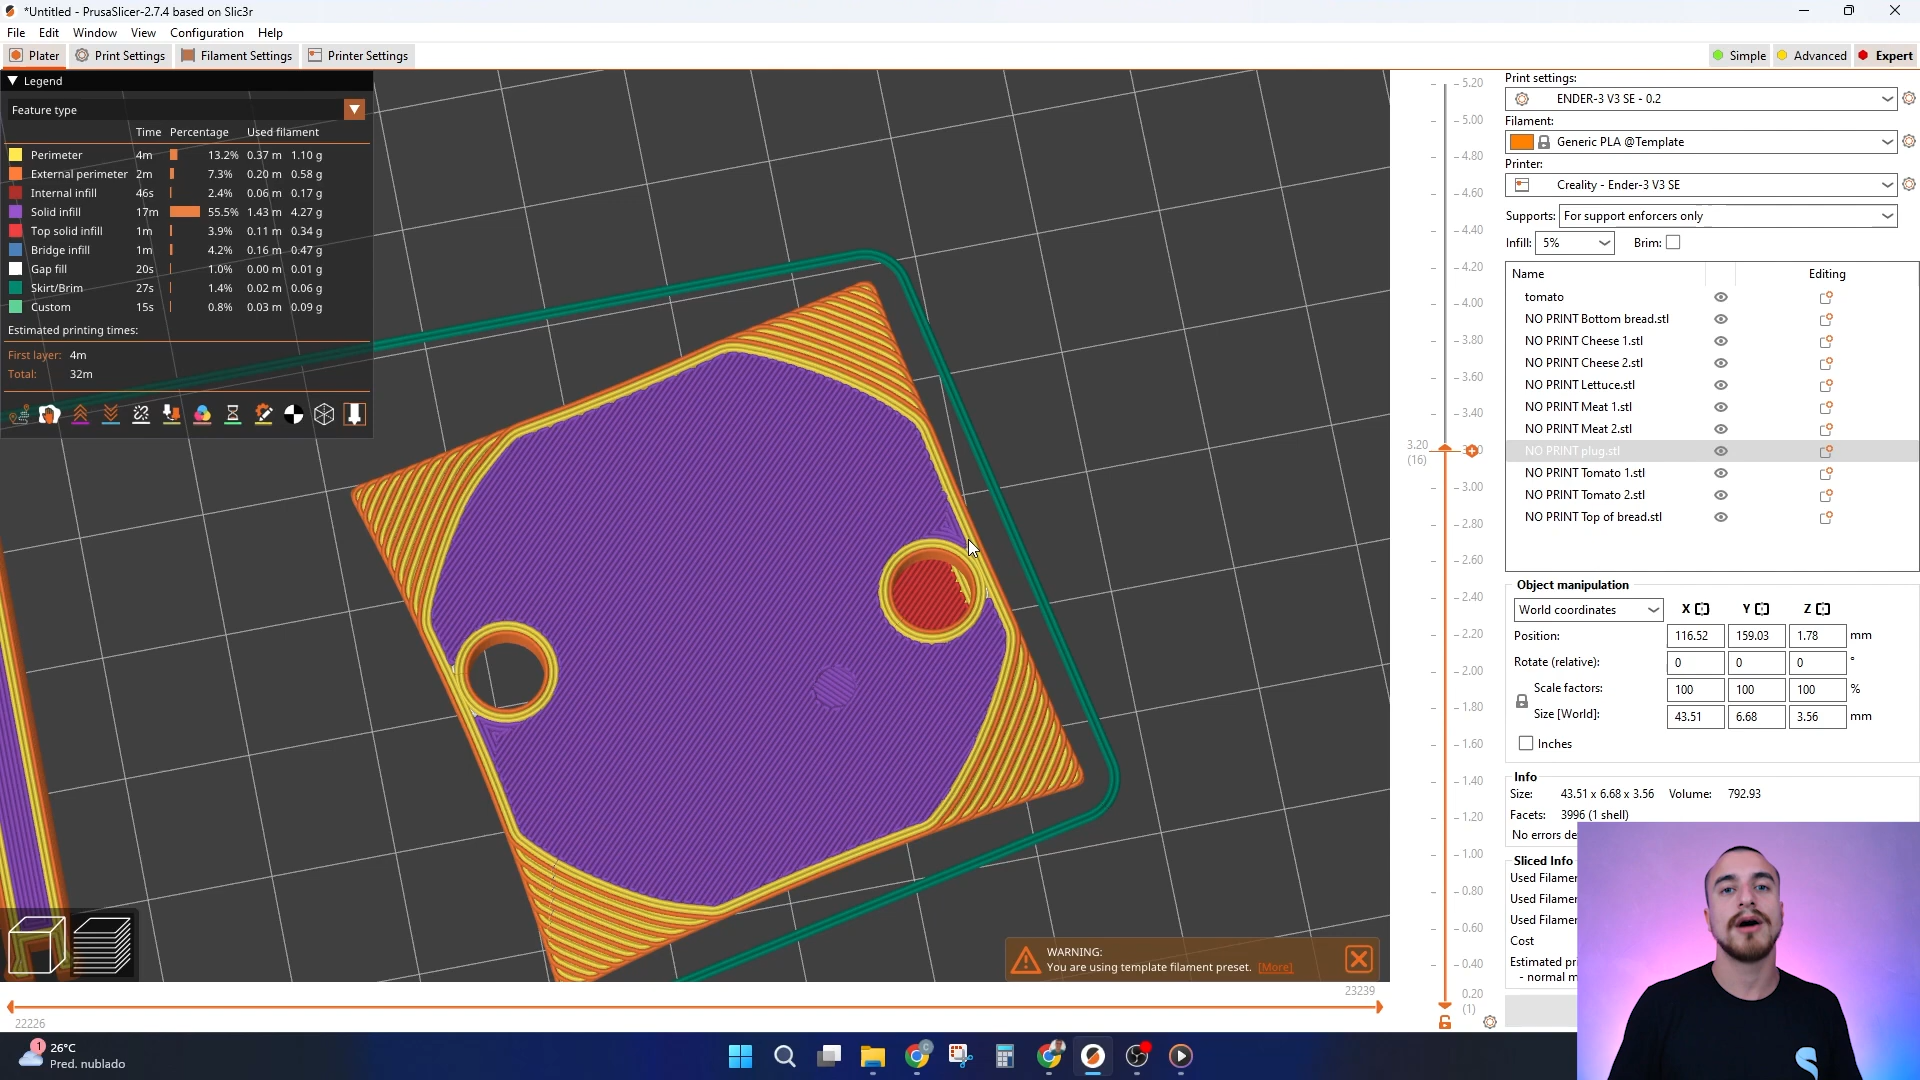 *Untitled - PrusaSlicer-2.7.4 based on Slic3r
File Edit Window View Configuration Help
Plater Print Settings Filament Settings Printer Settings Simple Advanced Expert
Legend
Feature type
Time Percentage Used filament
Perimeter 4m 13.2% 0.37 m 1.10 g
External perimeter 2m 7.3% 0.20 m 0.58 g
Internal infill 46s 2.4% 0.06 m 0.17 g
Solid infill 17m 55.5% 1.43 m 4.27 g
Top solid infill 1m 3.9% 0.11 m 0.34 g
Bridge infill 1m 4.2% 0.16 m 0.47 g
Gap fill 20s 1.0% 0.00 m 0.01 g
Skirt/Brim 27s 1.4% 0.02 m 0.06 g
Custom 15s 0.8% 0.03 m 0.09 g
Estimated printing times:
First layer: 4m
Total: 32m
WARNING:
You are using template filament preset. [More]
22226
23239
5.20
5.00
4.80
4.60
4.40
4.20
4.00
3.80
3.60
3.40
3.20
(16)
3.00
2.80
2.60
2.40
2.20
2.00
1.80
1.60
1.40
1.20
1.00
0.80
0.60
0.40
0.20
(1)
Print settings:
ENDER-3 V3 SE - 0.2
Filament:
Generic PLA @Template
Printer:
Creality - Ender-3 V3 SE
Supports: For support enforcers only
Infill: 5% Brim:
Name Editing
tomato
NO PRINT Bottom bread.stl
NO PRINT Cheese 1.stl
NO PRINT Cheese 2.stl
NO PRINT Lettuce.stl
NO PRINT Meat 1.stl
NO PRINT Meat 2.stl
NO PRINT plug.stl
NO PRINT Tomato 1.stl
NO PRINT Tomato 2.stl
NO PRINT Top of bread.stl
Object manipulation
World coordinates X Y Z
Position: 116.52 159.03 1.78 mm
Rotate (relative): 0 0 0 °
Scale factors: 100 100 100 %
Size [World]: 43.51 6.68 3.56 mm
Inches
Info
Size: 43.51 x 6.68 x 3.56 Volume: 792.93
Facets: 3996 (1 shell)
No errors de
Sliced Info
Used Filamer
Used Filamer
Used Filamer
Cost
Estimated pri
- normal m
1
26°C
Pred. nublado